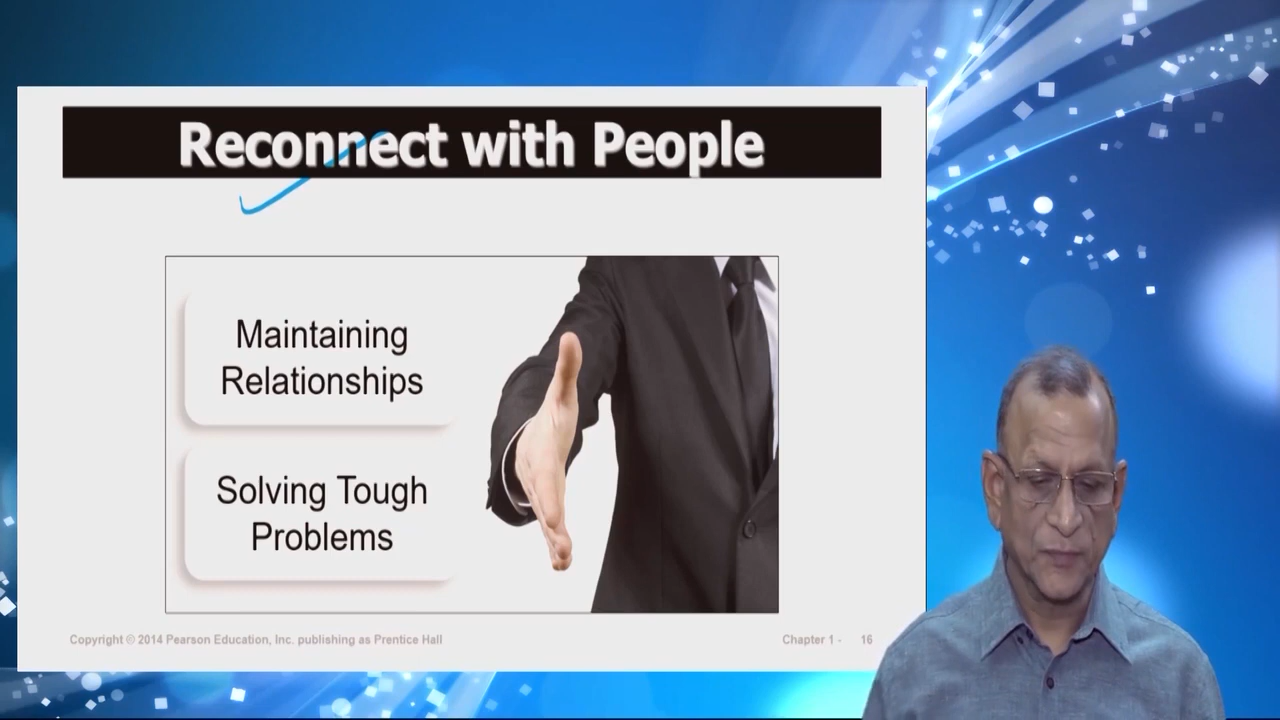 Reconnect with People
Maintaining
Relationships
Solving Tough
Problems
Copyright © 2014 Pearson Education, Inc. publishing as Prentice Hall
Chapter 1 - 16